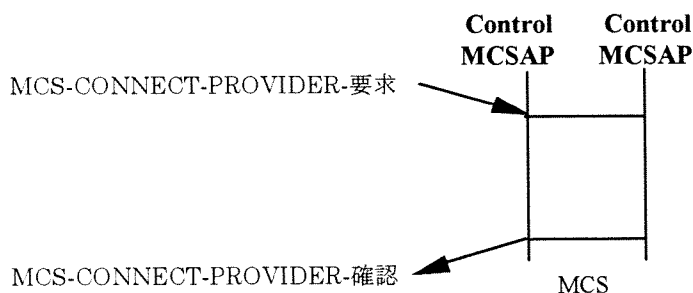 Control Control
MCSAP MCSAP
MCS-CONNECT-PROVIDER-要求
MCS-CONNECT-PROVIDER-確認
MCS